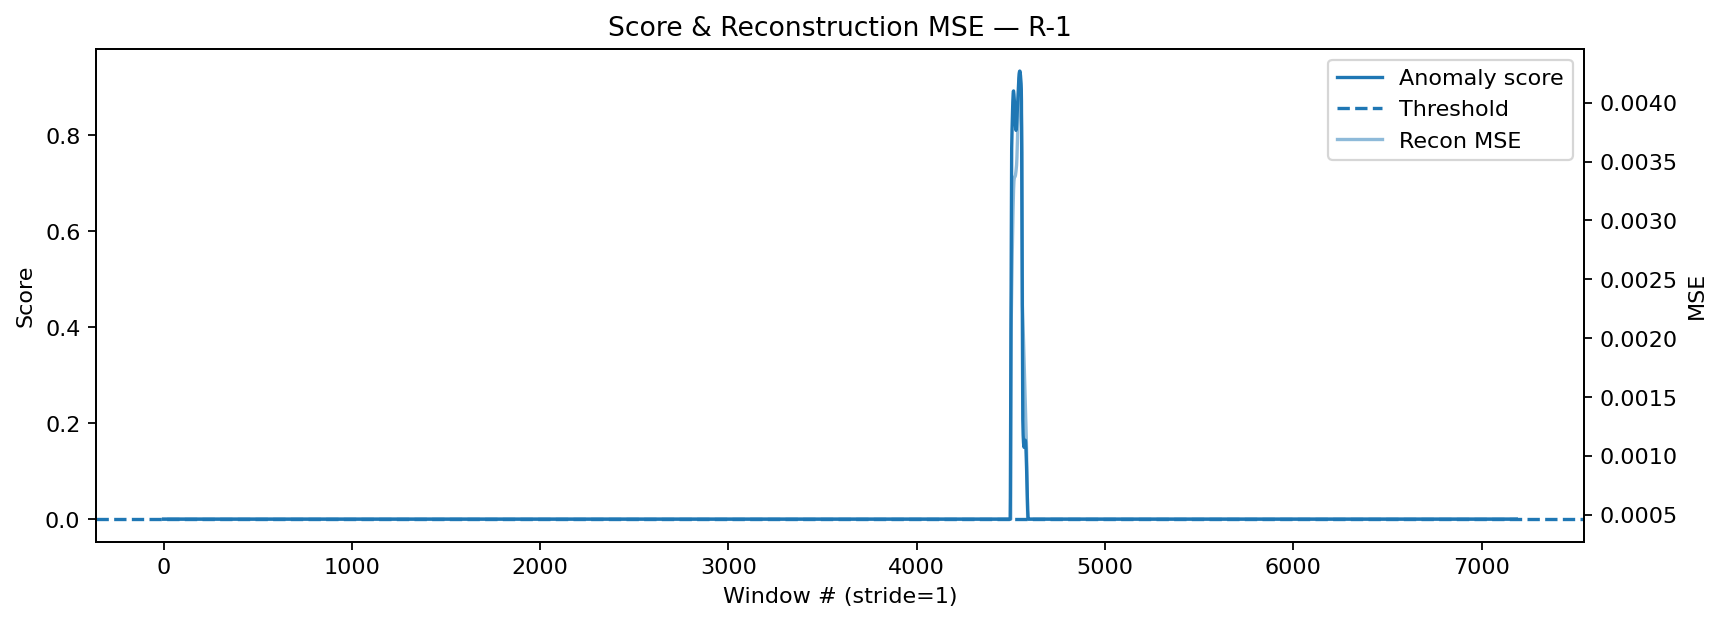 Score & Reconstruction MSE — R-1
Anomaly score
Threshold
Recon MSE
0.8
0.6
0.4
0.2
0.0
Score
0.0040
0.0035
0.0030
0.0025
0.0020
0.0015
0.0010
0.0005
MSE
0 1000 2000 3000 4000 5000 6000 7000
Window # (stride=1)